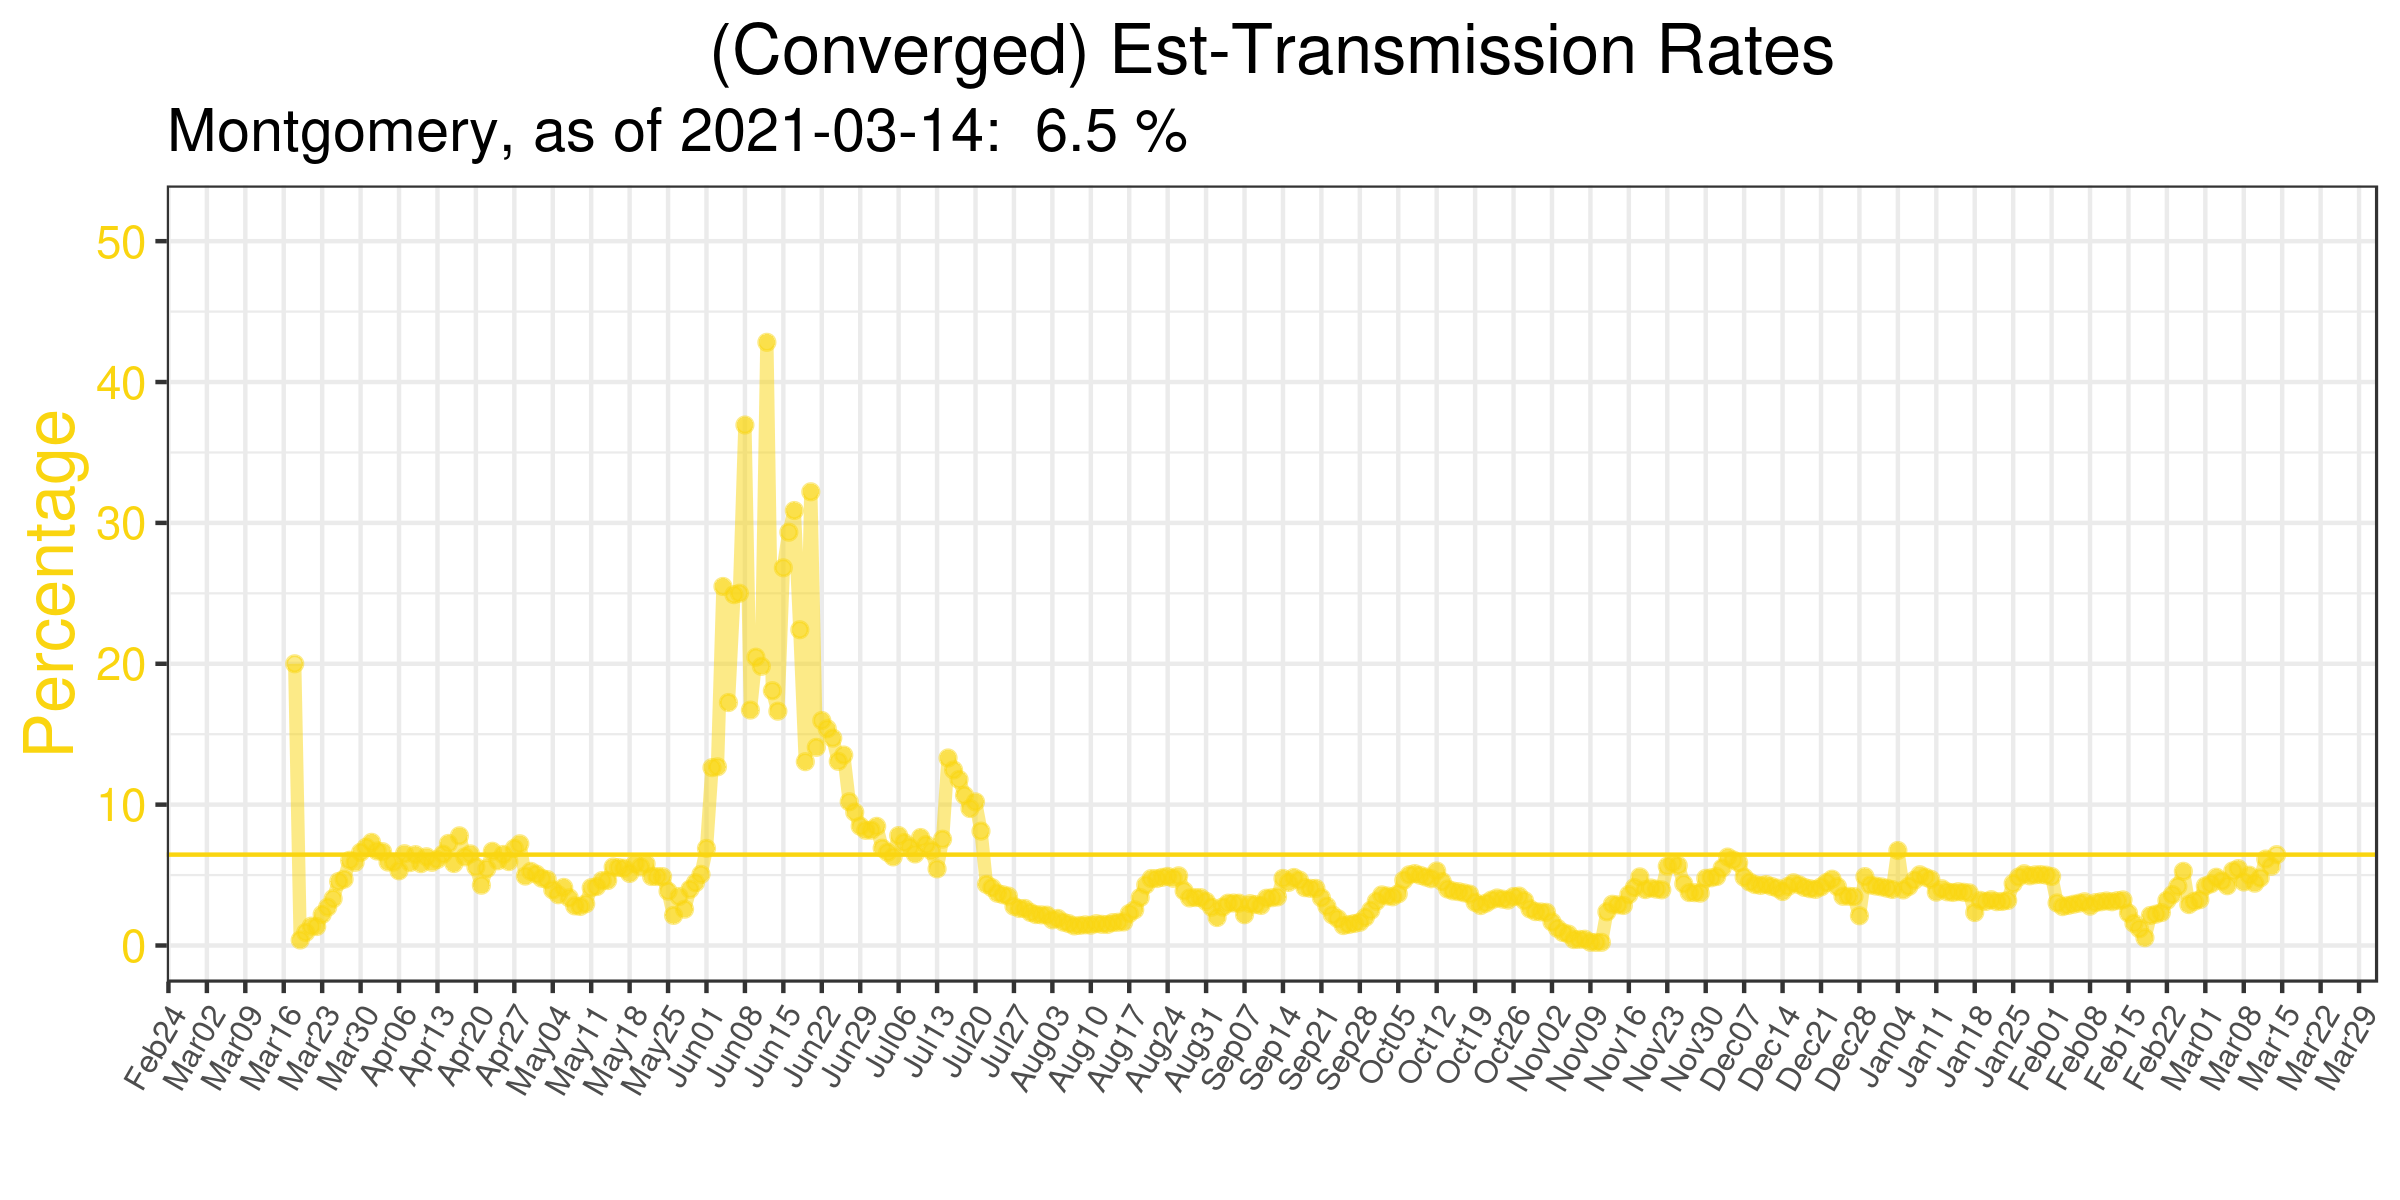 (Converged) Est-Transmission Rates
Montgomery, as of 2021-03-14:  6.5 %
Percentage
50
40
30
20
10
0
Feb24
Mar02
Mar09
Mar16
Mar23
Mar30
Apr06
Apr13
Apr20
Apr27
May04
May11
May18
May25
Jun01
Jun08
Jun15
Jun22
Jun29
Jul06
Jul13
Jul20
Jul27
Aug03
Aug10
Aug17
Aug24
Aug31
Sep07
Sep14
Sep21
Sep28
Oct05
Oct12
Oct19
Oct26
Nov02
Nov09
Nov16
Nov23
Nov30
Dec07
Dec14
Dec21
Dec28
Jan04
Jan11
Jan18
Jan25
Feb01
Feb08
Feb15
Feb22
Mar01
Mar08
Mar15
Mar22
Mar29